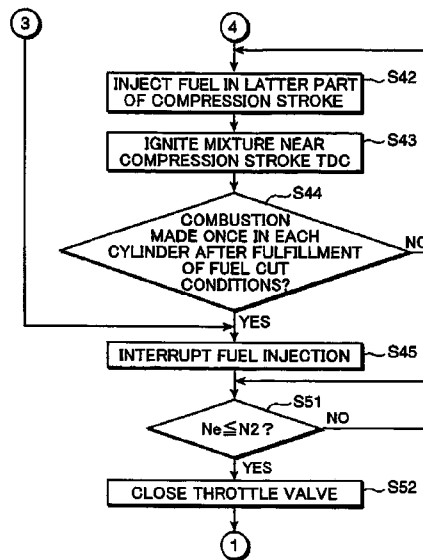 3
4
INJECT FUEL IN LATTER PART
OF COMPRESSION STROKE
S42
IGNITE MIXTURE NEAR
COMPRESSION STROKE TDC
S43
S44
COMBUSTION
MADE ONCE IN EACH
CYLINDER AFTER FULFILLMENT
OF FUEL CUT
CONDITIONS?
NO
YES
INTERRUPT FUEL INJECTION
S45
S51
Ne≦N2?
NO
YES
CLOSE THROTTLE VALVE
S52
1